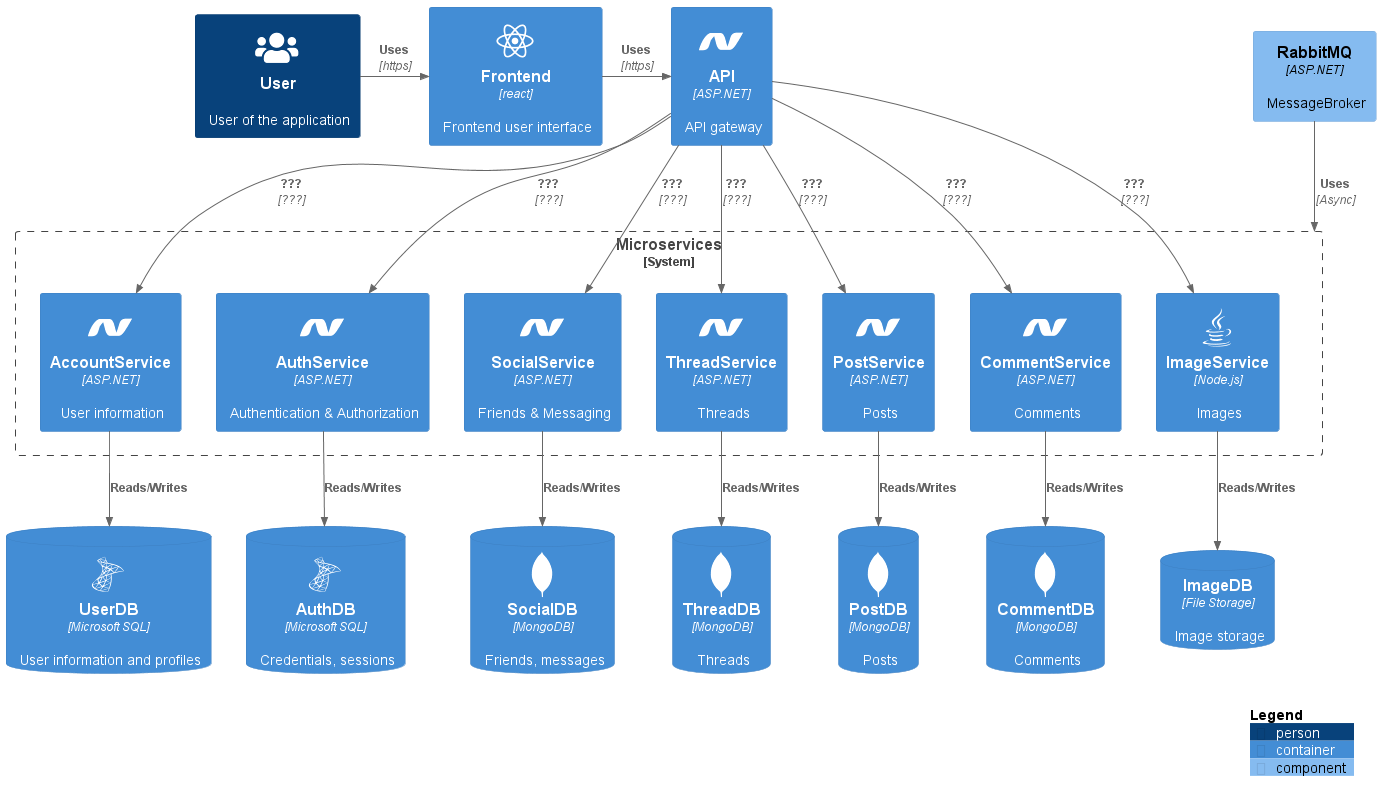 User
User of the application
Uses
[https]
Frontend
[react]
Frontend user interface
Uses
[https]
API
[ASP.NET]
API gateway
RabbitMQ
[ASP.NET]
MessageBroker
???
[???]
???
[???]
???
[???]
???
[???]
???
[???]
???
[???]
???
[???]
Uses
[Async]
Microservices
[System]
AccountService
[ASP.NET]
User information
AuthService
[ASP.NET]
Authentication & Authorization
SocialService
[ASP.NET]
Friends & Messaging
ThreadService
[ASP.NET]
Threads
PostService
[ASP.NET]
Posts
CommentService
[ASP.NET]
Comments
ImageService
[Node.js]
Images
Reads/Writes
Reads/Writes
Reads/Writes
Reads/Writes
Reads/Writes
Reads/Writes
Reads/Writes
UserDB
[Microsoft SQL]
User information and profiles
AuthDB
[Microsoft SQL]
Credentials, sessions
SocialDB
[MongoDB]
Friends, messages
ThreadDB
[MongoDB]
Threads
PostDB
[MongoDB]
Posts
CommentDB
[MongoDB]
Comments
ImageDB
[File Storage]
Image storage
Legend
person
container
component